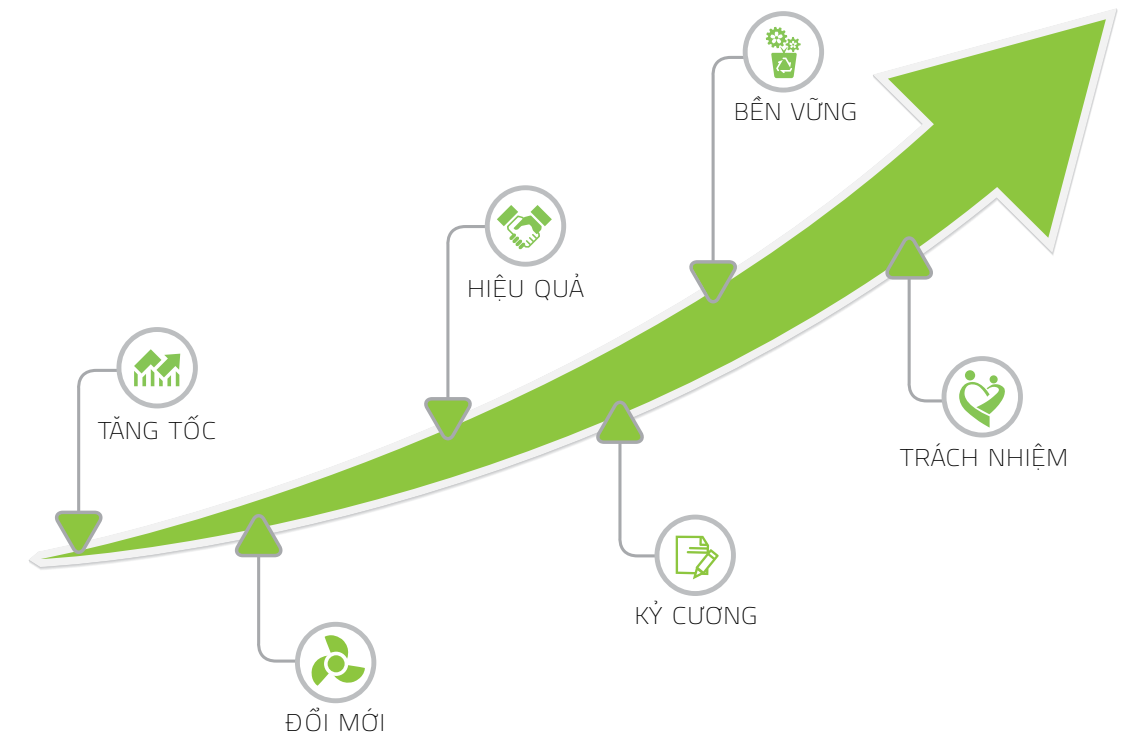 BỀN VỮNG
HIỆU QUẢ
TĂNG TỐC
TRÁCH NHIỆM
KỶ CƯƠNG
ĐỔI MỚI